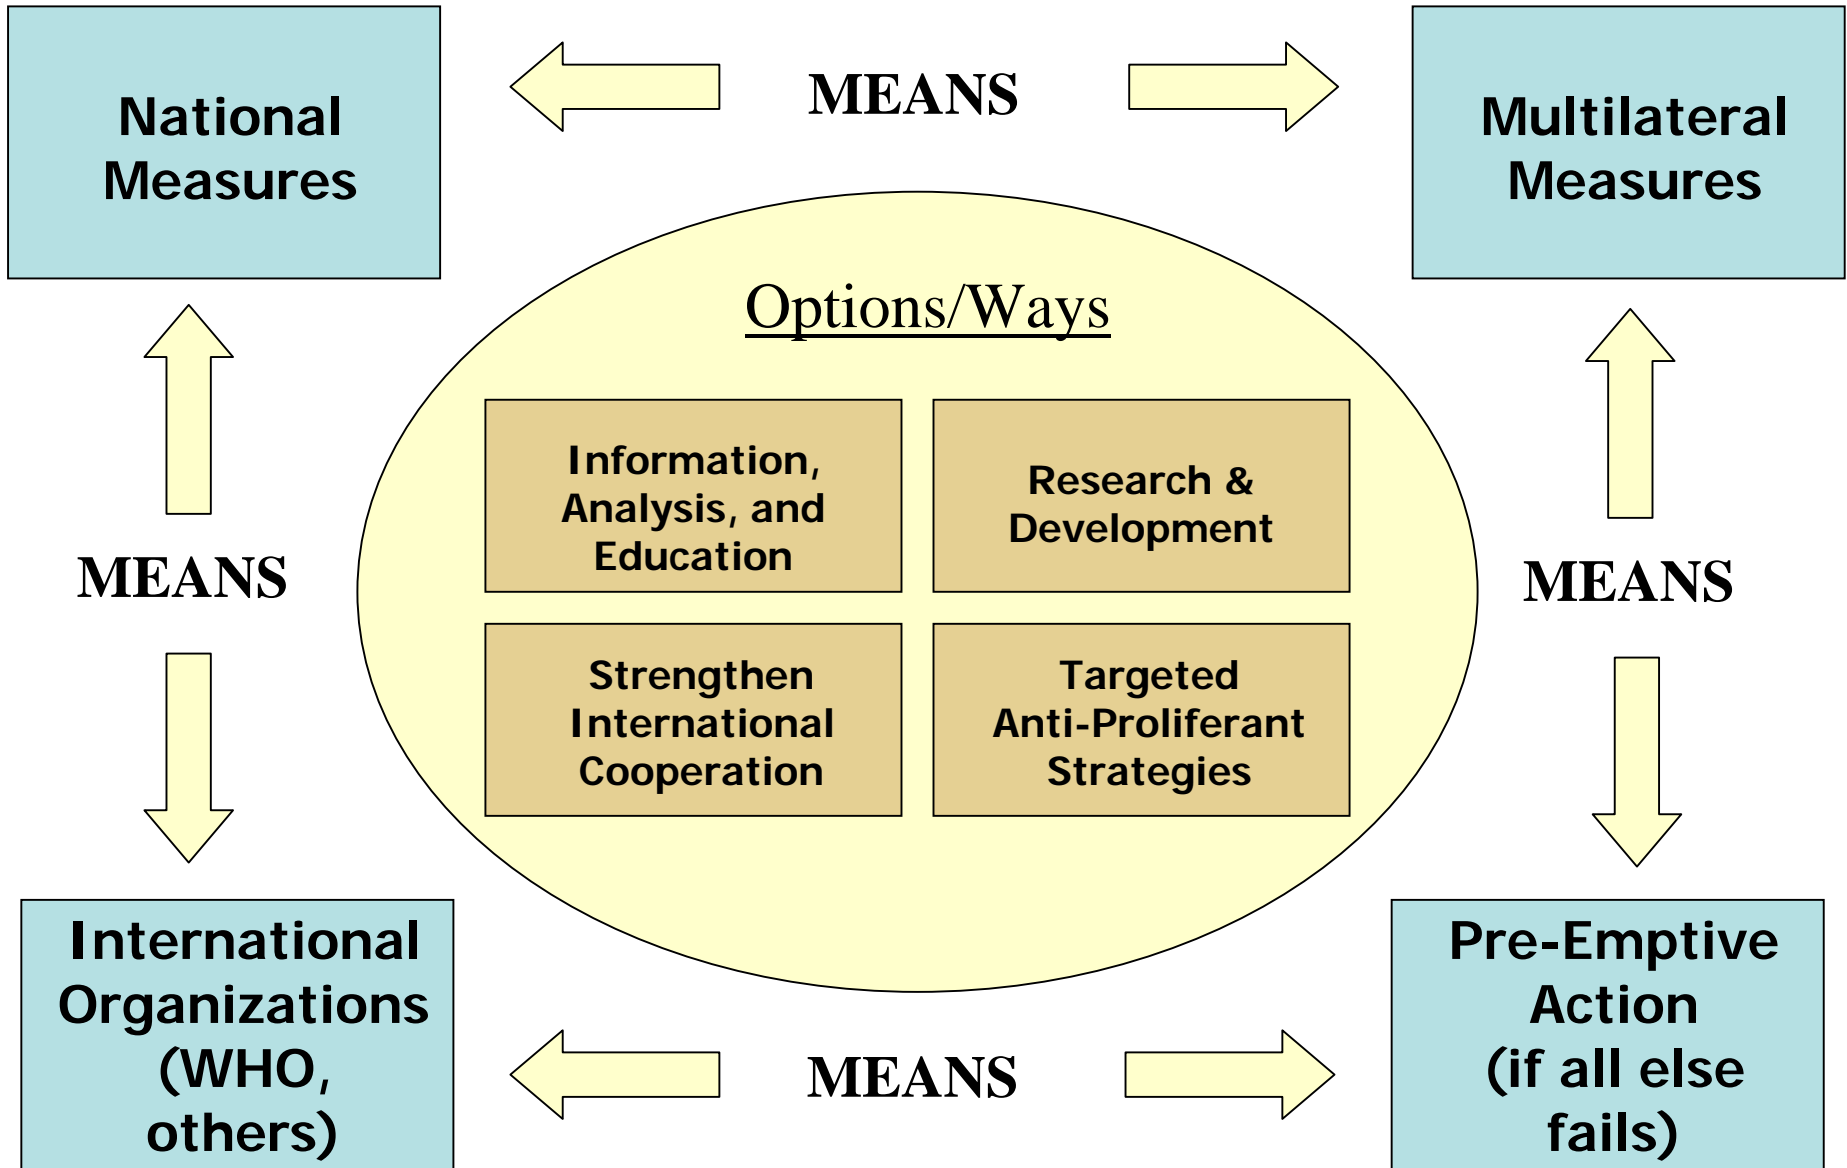 National
Measures
MEANS
Multilateral
Measures
Options/Ways
Information,
Analysis, and
Education
Research &
Development
MEANS
MEANS
Strengthen
International
Cooperation
Targeted
Anti-Proliferant
Strategies
International
Organizations
(WHO,
others)
MEANS
Pre-Emptive
Action
(if all else
fails)